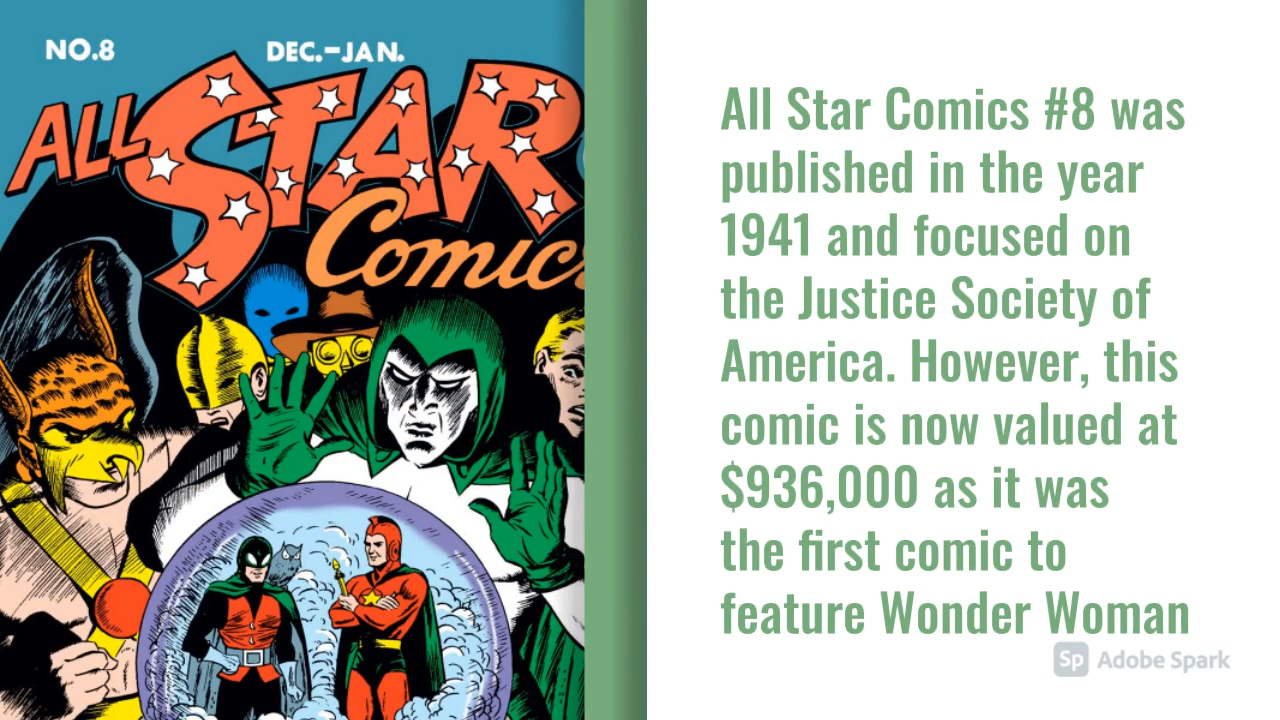 NO.8 DEC.-JAN.
ALL STAR
Comics
All Star Comics #8 was
published in the year
1941 and focused on
the Justice Society of
America. However, this
comic is now valued at
$936,000 as it was
the first comic to
feature Wonder Woman
Sp Adobe Spark